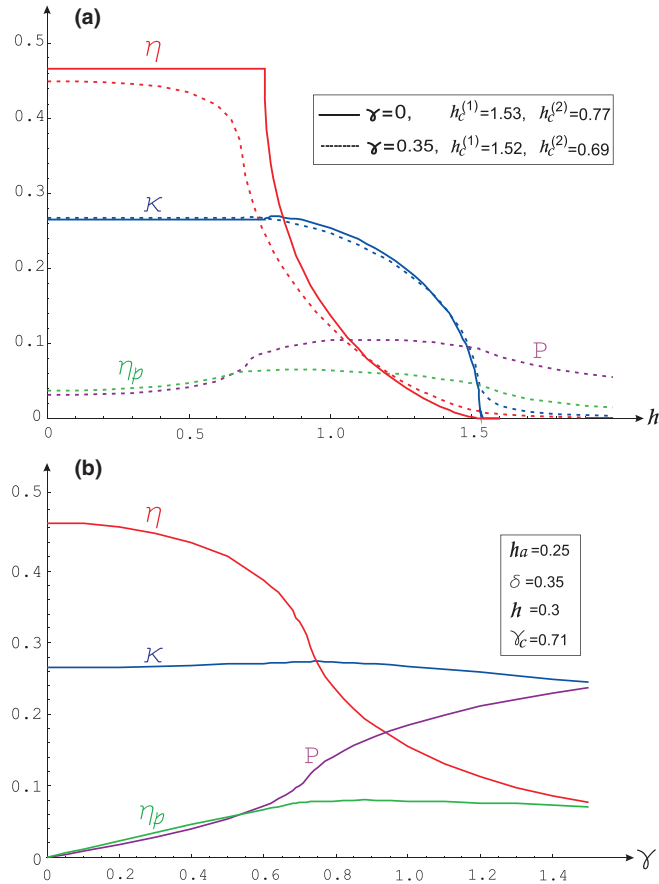 (a)
0.5
0.4
0.3
0.2
0.1
0
η
γ=0, h_c^(1)=1.53, h_c^(2)=0.77
γ=0.35, h_c^(1)=1.52, h_c^(2)=0.69
K
P
η_p
0 0.5 1.0 1.5 h
(b)
0.5
0.4
0.3
0.2
0.1
0
η
h_a=0.25
δ=0.35
h=0.3
γ_c=0.71
K
P
η_p
0 0.2 0.4 0.6 0.8 1.0 1.2 1.4 γ